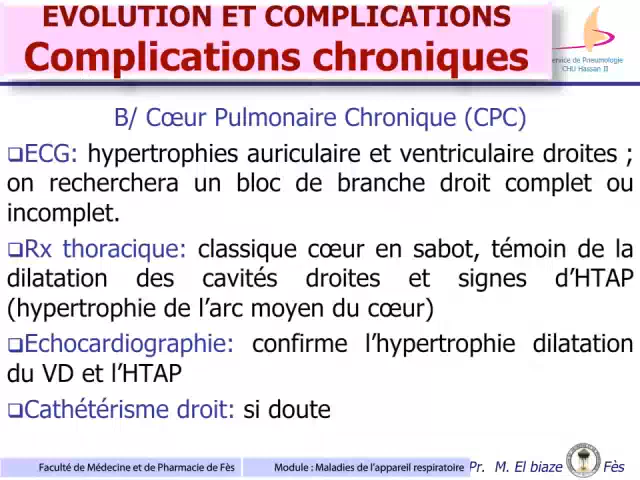 EVOLUTION ET COMPLICATIONS
Complications chroniques
Service de Pneumologie
CHU Hassan II
B/ Cœur Pulmonaire Chronique (CPC)
❑ECG: hypertrophies auriculaire et ventriculaire droites ;
on recherchera un bloc de branche droit complet ou
incomplet.
❑Rx thoracique: classique cœur en sabot, témoin de la
dilatation des cavités droites et signes d’HTAP
(hypertrophie de l’arc moyen du cœur)
❑Echocardiographie: confirme l’hypertrophie dilatation
du VD et l’HTAP
❑Cathétérisme droit: si doute
Faculté de Médecine et de Pharmacie de Fès Module : Maladies de l'appareil respiratoire Pr. M. El biaze Fès